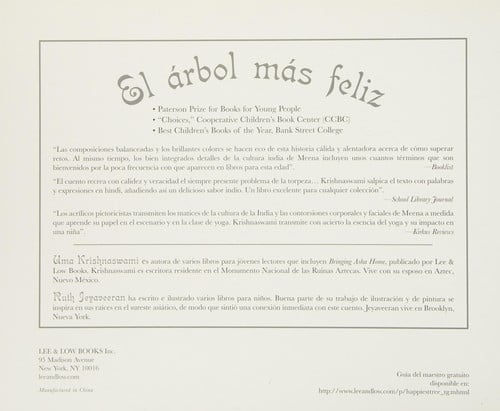 El árbol más feliz
• Paterson Prize for Books for Young People
• “Choices,” Cooperative Children’s Book Center (CCBC)
• Best Children’s Books of the Year, Bank Street College
“Las composiciones balanceadas y los brillantes colores se hacen eco de esta historia cálida y alentadora acerca de cómo superar
retos. Al mismo tiempo, los bien integrados detalles de la cultura india de Meena incluyen unos cuantos términos que son
bienvenidos por la poca frecuencia con que aparecen en libros para esta edad”. —Booklist
“El cuento recrea con calidez y veracidad el siempre presente problema de la torpeza… Krishnaswami salpica el texto con palabras
y expresiones en hindi, añadiendo así un delicioso sabor indio. Un libro excelente para cualquier colección”.
—School Library Journal
“Los acrílicos pictoricistas transmiten los matices de la cultura de la India y las contorsiones corporales y faciales de Meena a medida
que aprende su papel en el escenario y en la clase de yoga. Krishnaswami transmite con acierto la esencia del yoga y su impacto en
una niña”. —Kirkus Reviews
Uma Krishnaswami es autora de varios libros para jóvenes lectores que incluyen Bringing Asha Home, publicado por Lee &
Low Books. Krishnaswami es escritora residente en el Monumento Nacional de las Ruinas Aztecas. Vive con su esposo en Aztec,
Nuevo México.
Ruth Jeyaveeran ha escrito e ilustrado varios libros para niños. Buena parte de su trabajo de ilustración y de pintura se
inspira en sus raíces en el sureste asiático, de modo que sintió una conexión inmediata con este cuento. Jeyaveeran vive en Brooklyn,
Nueva York.
LEE & LOW BOOKS Inc.
95 Madison Avenue
New York, NY 10016
leeandlow.com
Manufactured in China
Guía del maestro gratuita
disponible en:
http://www.leeandlow.com/p/happiesttree_tg.mhtml